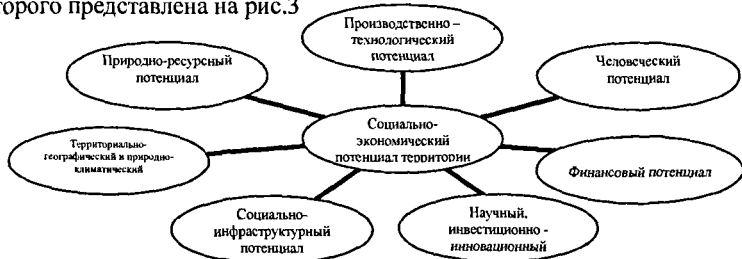 оторого представлена на рис.3
Производственно –
технологический
потенциал
Природно-ресурсный
потенциал
Человеческий
потенциал
Социально-
экономический
потенциал территории
Территориально-
географический и природно-
климатический
Финансовый потенциал
Социально-
инфраструктурный
потенциал
Научный,
инвестиционно -
инновационный